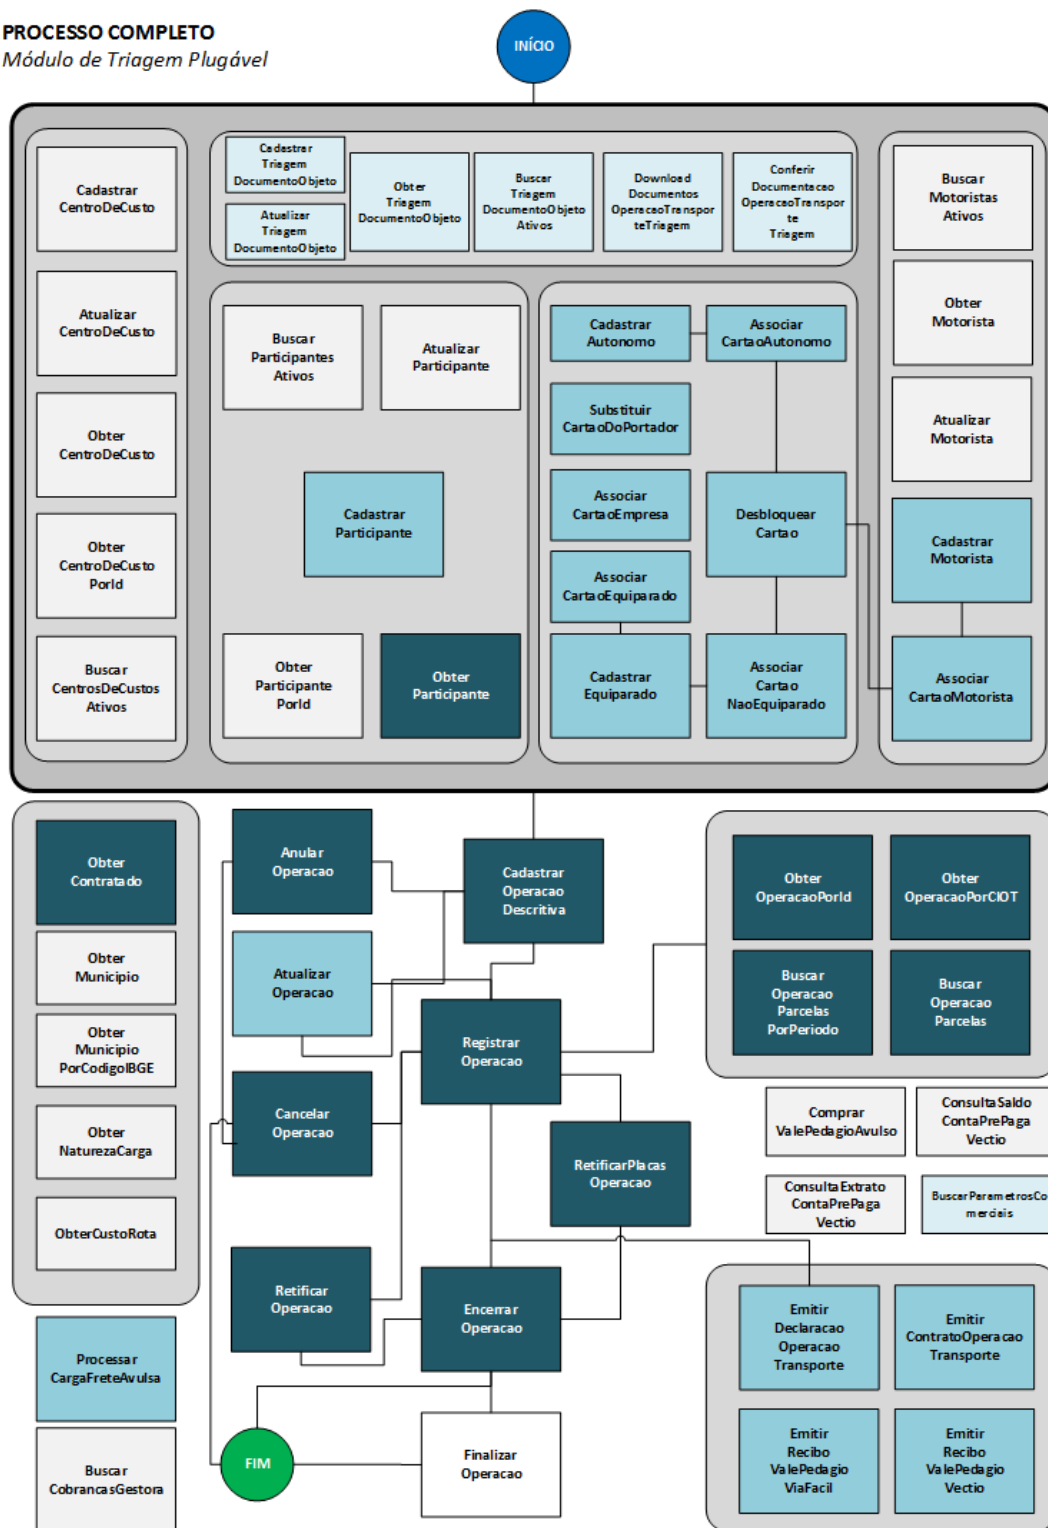 PROCESSO COMPLETO
Módulo de Triagem Plugável
INÍCIO
Cadastrar
CentroDeCusto
Atualizar
CentroDeCusto
Obter
CentroDeCusto
Obter
CentroDeCusto
PorId
Buscar
CentrosDeCustos
Ativos
Cadastrar
Triagem
DocumentoObjeto
Atualizar
Triagem
DocumentoObjeto
Obter
Triagem
DocumentoObjeto
Buscar
Triagem
DocumentoObjeto
Ativos
Download
Documentos
OperacaoTranspor
teTriagem
Conferir
Documentacao
OperacaoTranspor
te
Triagem
Buscar
Participantes
Ativos
Atualizar
Participante
Cadastrar
Participante
Obter
Participante
PorId
Obter
Participante
Cadastrar
Autonomo
Associar
CartaoAutonomo
Substituir
CartaoDoPortador
Associar
CartaoEmpresa
Desbloquear
Cartao
Associar
CartaoEquiparado
Cadastrar
Equiparado
Associar
Cartao
NaoEquiparado
Buscar
Motoristas
Ativos
Obter
Motorista
Atualizar
Motorista
Cadastrar
Motorista
Associar
CartaoMotorista
Obter
Contratado
Obter
Municipio
Obter
Municipio
PorCodigoIBGE
Obter
NaturezaCarga
ObterCustoRota
Processar
CargaFreteAvulsa
Buscar
CobrancasGestora
Anular
Operacao
Atualizar
Operacao
Cancelar
Operacao
Retificar
Operacao
FIM
Cadastrar
Operacao
Descritiva
Registrar
Operacao
RetificarPlacas
Operacao
Encerrar
Operacao
Finalizar
Operacao
Obter
OperacaoPorId
Obter
OperacaoPorCIOT
Buscar
Operacao
Parcelas
PorPeriodo
Buscar
Operacao
Parcelas
Comprar
ValePedagioAvulso
ConsultaSaldo
ContaPrePaga
Vectio
ConsultaExtrato
ContaPrePaga
Vectio
BuscarParametrosCo
merciais
Emitir
Declaracao
Operacao
Transporte
Emitir
ContratoOperacao
Transporte
Emitir
Recibo
ValePedagio
ViaFacil
Emitir
Recibo
ValePedagio
Vectio